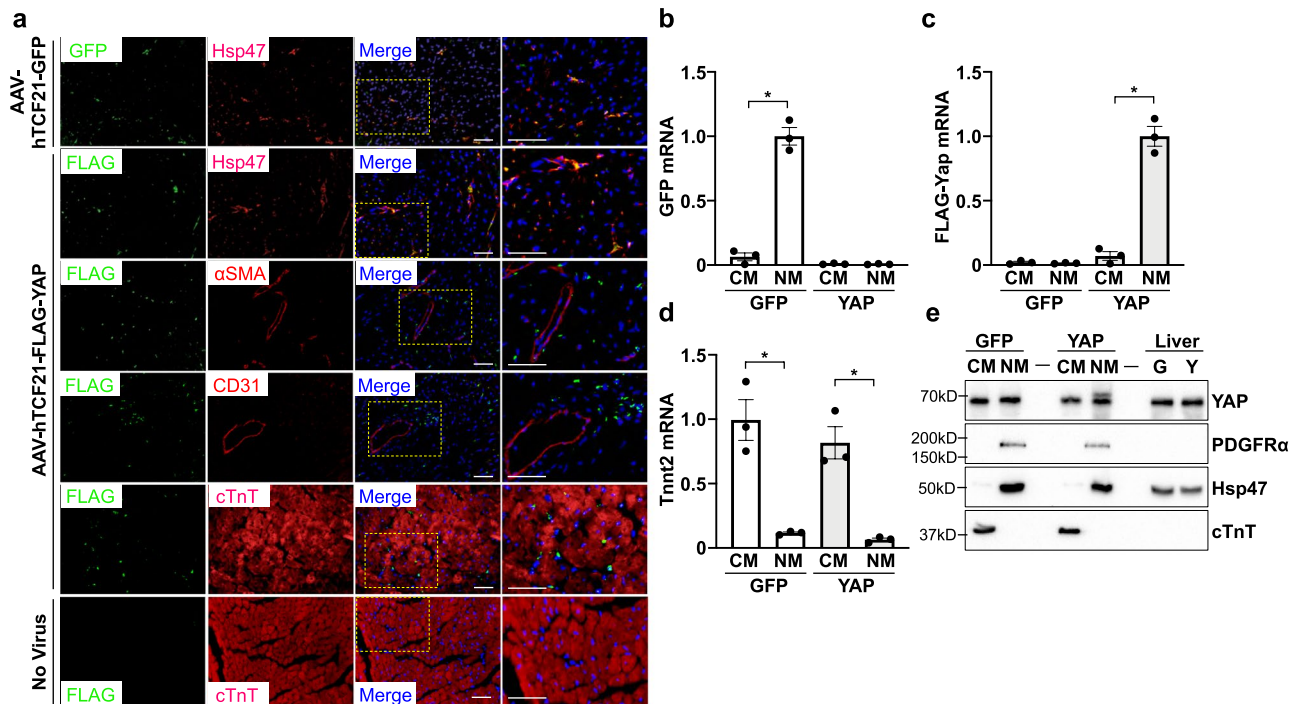 a
AAV-
hTCF21-GFP
GFP
Hsp47
Merge
AAV-hTCF21-FLAG-YAP
FLAG
Hsp47
Merge
FLAG
αSMA
Merge
FLAG
CD31
Merge
FLAG
cTnT
Merge
No Virus
FLAG
cTnT
Merge
b
GFP mRNA
1.5
1.0
0.5
0
*
CM NM CM NM
GFP YAP
c
FLAG-Yap mRNA
1.5
1.0
0.5
0
*
CM NM CM NM
GFP YAP
d
Tnnt2 mRNA
1.5
1.0
0.5
0
* *
CM NM CM NM
GFP YAP
e
GFP YAP Liver
CM NM – CM NM – G Y
70kD YAP
200kD PDGFRα
150kD
50kD Hsp47
37kD cTnT